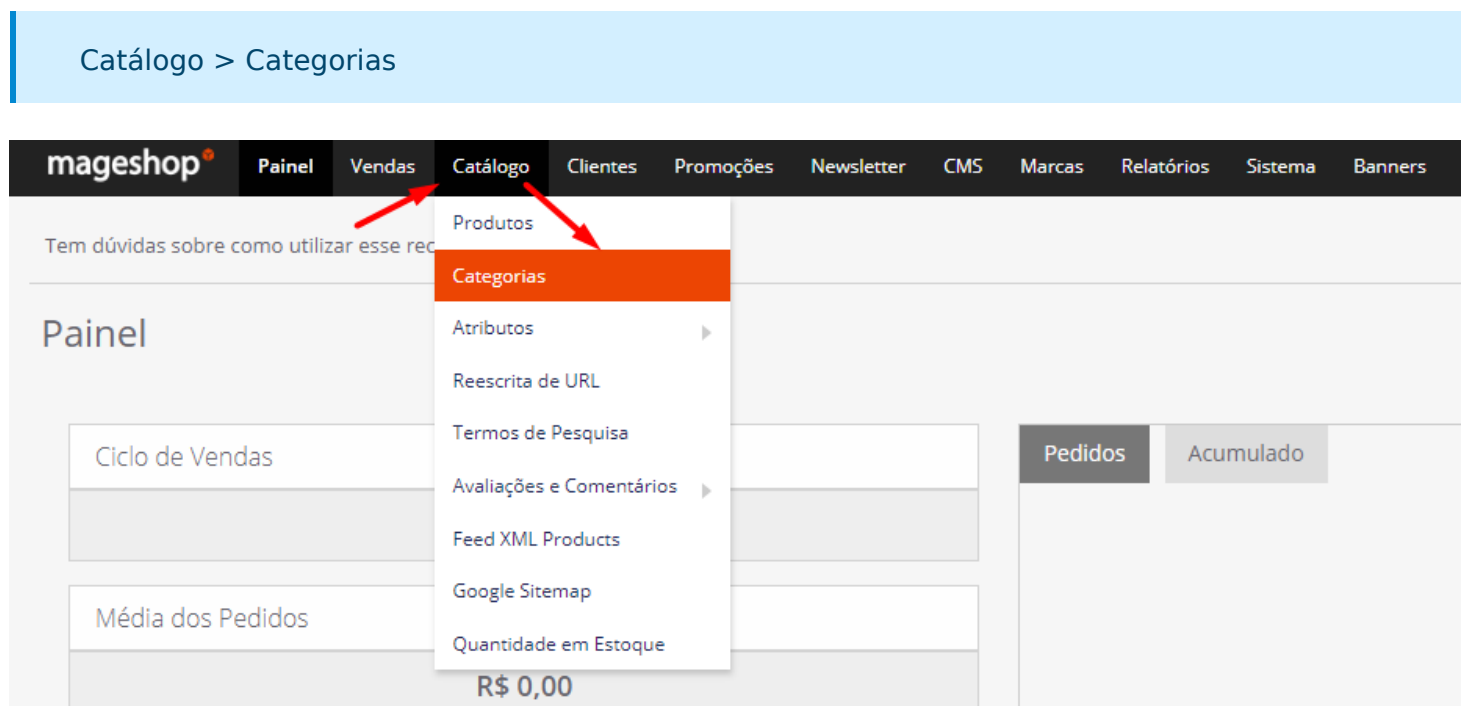 Catálogo > Categorias
mageshop Painel Vendas Catálogo Clientes Promoções Newsletter CMS Marcas Relatórios Sistema Banners
Produtos
Tem dúvidas sobre como utilizar esse rec
Categorias
Painel
Atributos
Reescrita de URL
Termos de Pesquisa
Ciclo de Vendas
Pedidos Acumulado
Avaliações e Comentários
Feed XML Products
Google Sitemap
Média dos Pedidos
Quantidade em Estoque
R$ 0,00